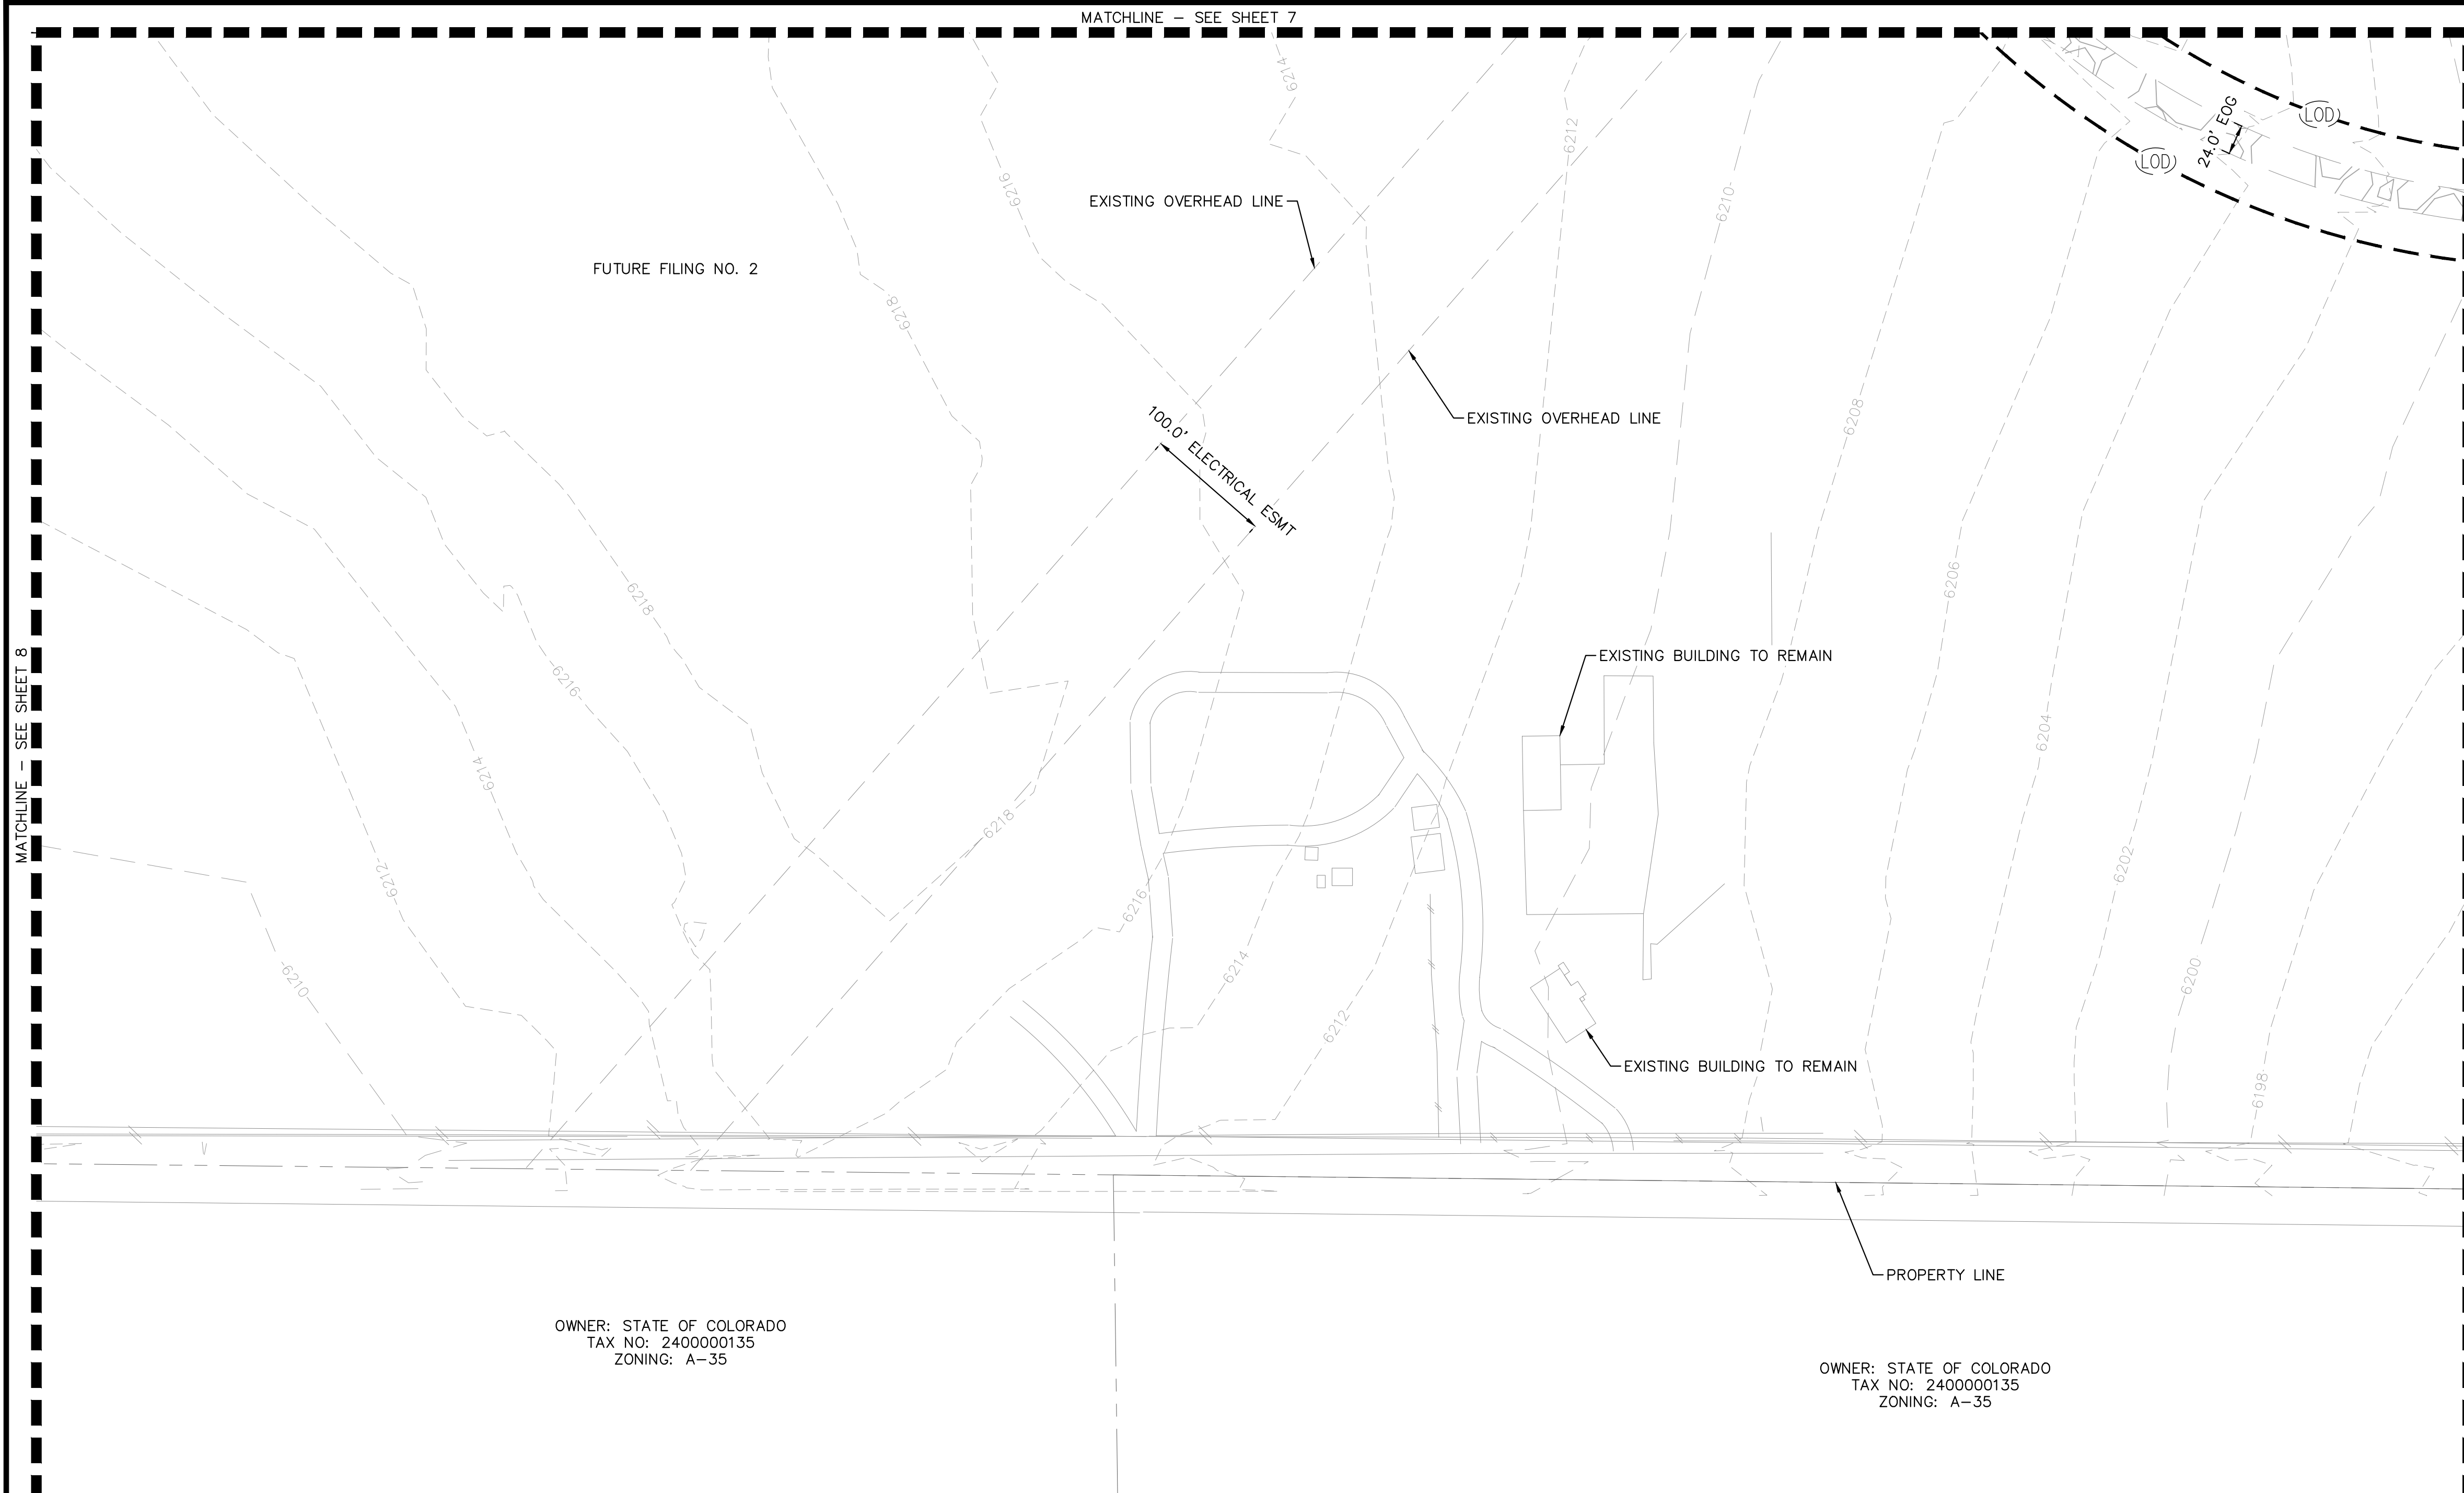 MATCHLINE – SEE SHEET 7
LOD
24.0' EOG
LOD
6214
6212
6216
6210
EXISTING OVERHEAD LINE
FUTURE FILING NO. 2
6218
EXISTING OVERHEAD LINE
6208
100.0' ELECTRICAL ESMT
6206
6218
EXISTING BUILDING TO REMAIN
6216
6204
MATCHLINE – SEE SHEET 8
6214
6218
6202
6212
6216
6214
6200
6210
6212
EXISTING BUILDING TO REMAIN
6198
PROPERTY LINE
OWNER: STATE OF COLORADO
TAX NO: 2400000135
ZONING: A–35
OWNER: STATE OF COLORADO
TAX NO: 2400000135
ZONING: A–35